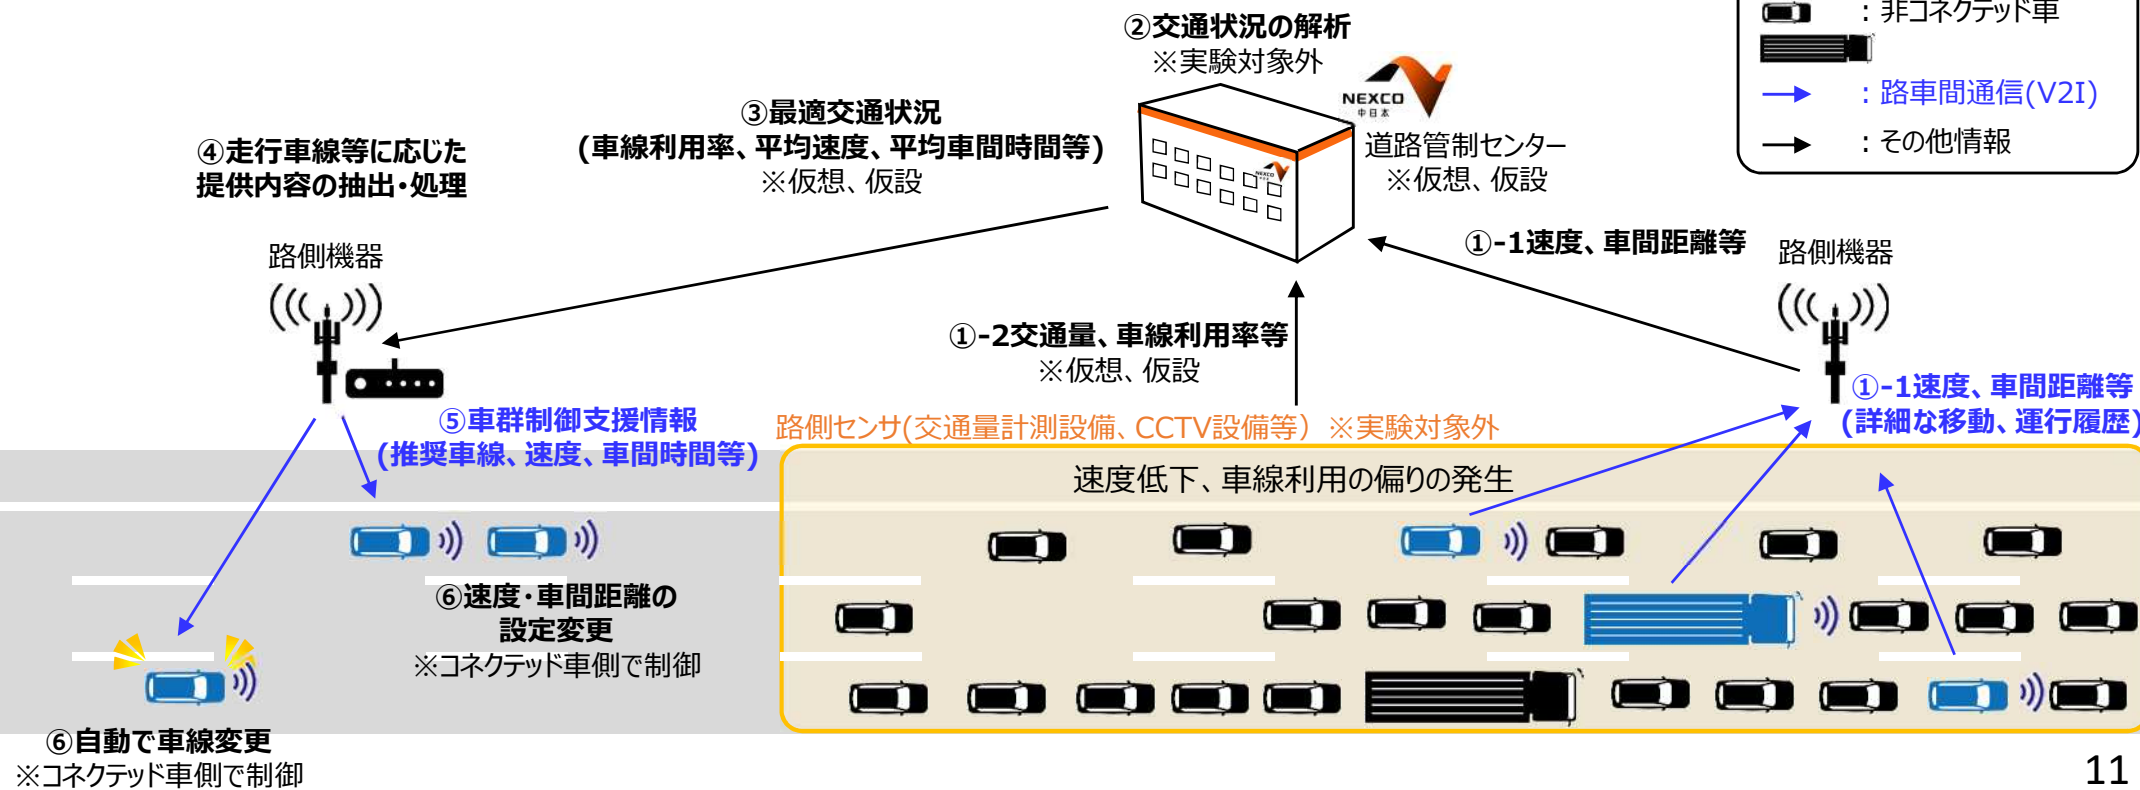 ②交通状況の解析
※実験対象外
:非コネクテッド車
:路車間通信(V2I)
:その他情報
NEXCO
中日本
道路管制センター
※仮想、仮設
③最適交通状況
(車線利用率、平均速度、平均車間時間等)
※仮想、仮設
④走行車線等に応じた
提供内容の抽出・処理
路側機器
①-1速度、車間距離等
路側機器
①-2交通量、車線利用率等
※仮想、仮設
①-1速度、車間距離等
(詳細な移動、運行履歴)
⑤車群制御支援情報
(推奨車線、速度、車間時間等)
路側センサ(交通量計測設備、CCTV設備等) ※実験対象外
速度低下、車線利用の偏りの発生
⑥速度・車間距離の
設定変更
※コネクテッド車側で制御
⑥自動で車線変更
※コネクテッド車側で制御
11